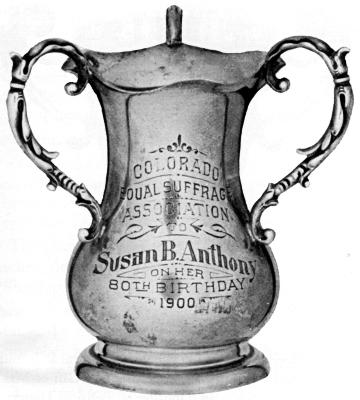 COLORADO
EQUAL SUFFRAGE
ASSOCIATION
TO
Susan B. Anthony
ON HER
80TH BIRTHDAY
1900